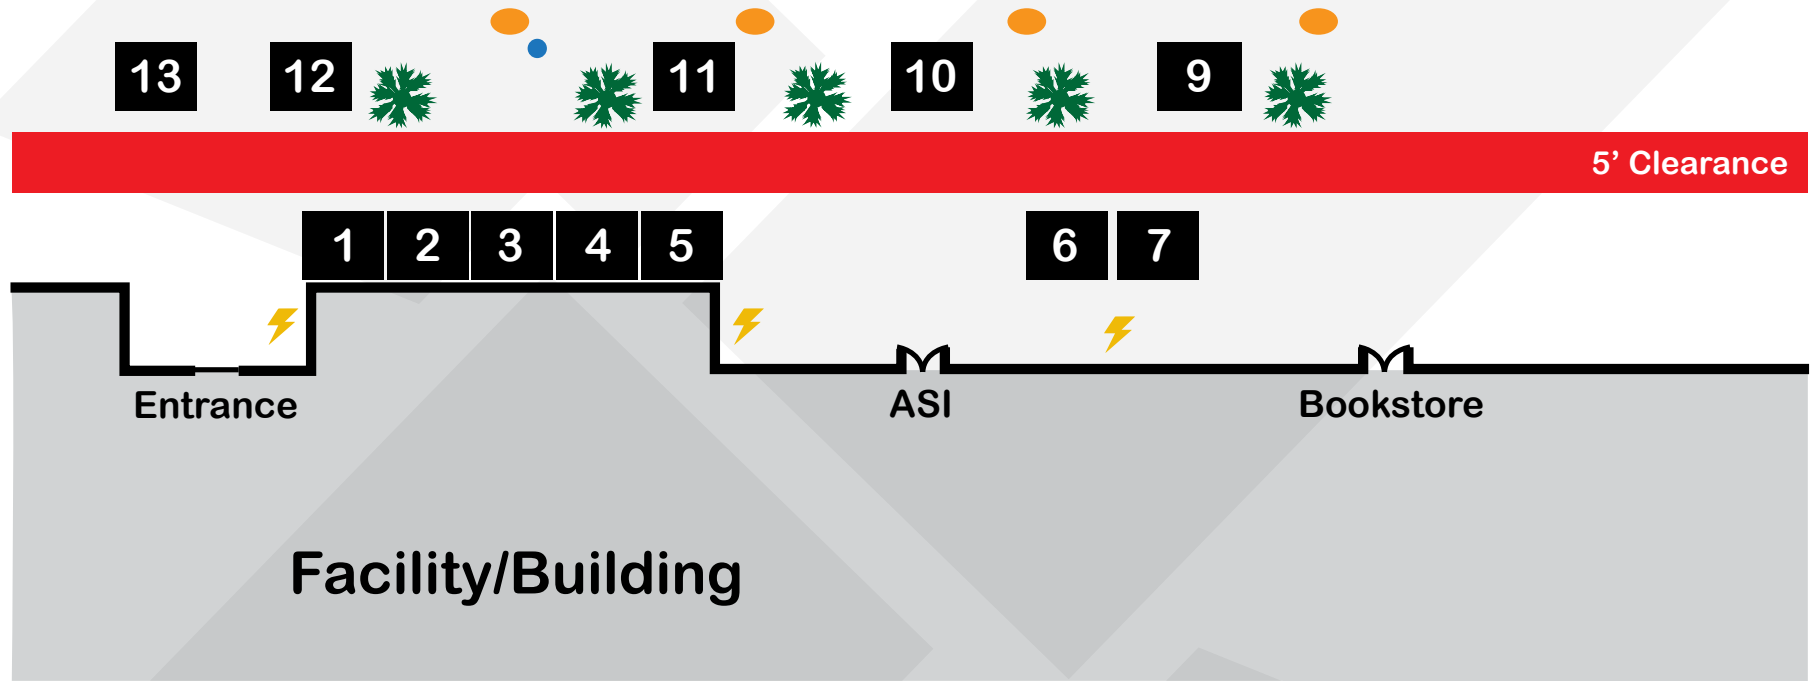 13 12 11 10 9
5’ Clearance
1 2 3 4 5 6 7
Entrance ASI Bookstore
Facility/Building